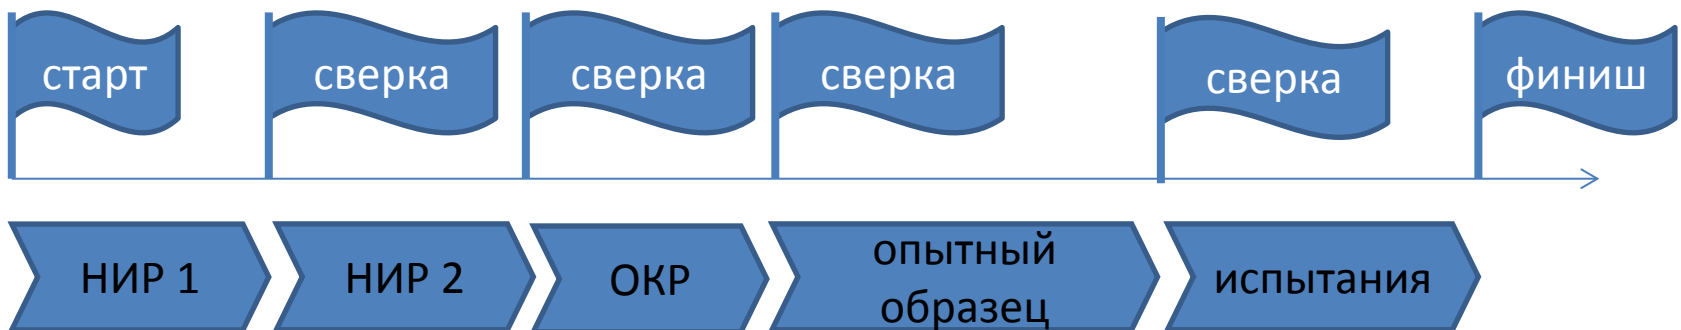 старт
сверка
сверка
сверка
сверка
финиш
НИР 1
НИР 2
ОКР
опытный
образец
испытания